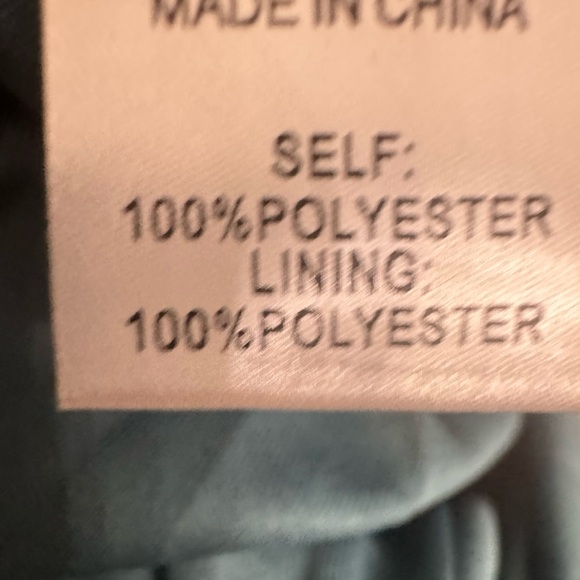 MADE IN CHINA
SELF:
100%POLYESTER
LINING:
100%POLYESTER